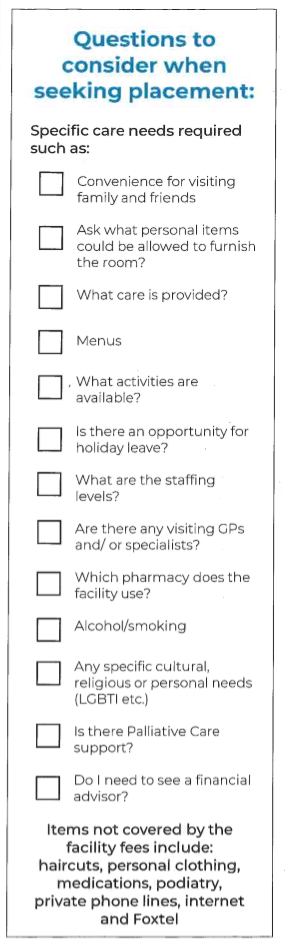 Questions to
consider when
seeking placement:
Specific care needs required
such as:
Convenience for visiting
family and friends
Ask what personal items
could be allowed to furnish
the room?
What care is provided?
Menus
What activities are
available?
Is there an opportunity for
holiday leave?
What are the staffing
levels?
Are there any visiting GPs
and/ or specialists?
Which pharmacy does the
facility use?
Alcohol/smoking
Any specific cultural,
religious or personal needs
(LGBTI etc.)
Is there Palliative Care
support?
Do I need to see a financial
advisor?
Items not covered by the
facility fees include:
haircuts, personal clothing,
medications, podiatry,
private phone lines, internet
and Foxtel